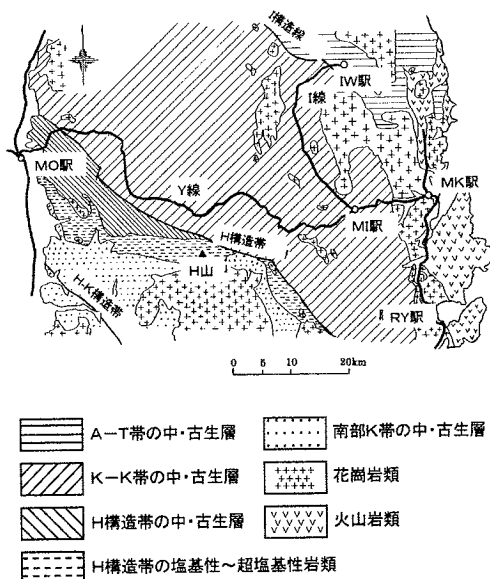 I構造線
IW駅
I線
MO駅
Y線
MK駅
MI駅
H構造帯
H山
H-K構造帯
RY駅
0 5 10 20km
A－T帯の中・古生層
南部K帯の中・古生層
K－K帯の中・古生層
花崗岩類
H構造帯の中・古生層
火山岩類
H構造帯の塩基性～超塩基性岩類